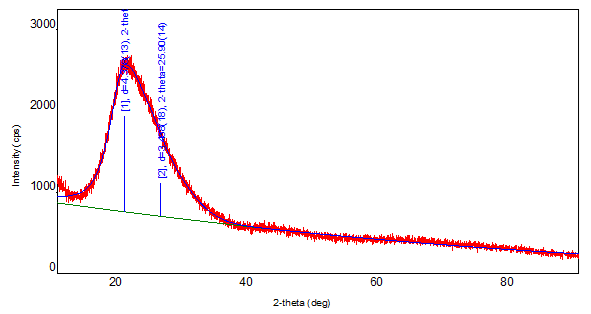 3000
2000
1000
0
Intensity (cps)
[1], d=4. (13), 2-thet
[2], d=3. (18), 2-theta=25.90(14)
20
40
60
80
2-theta (deg)